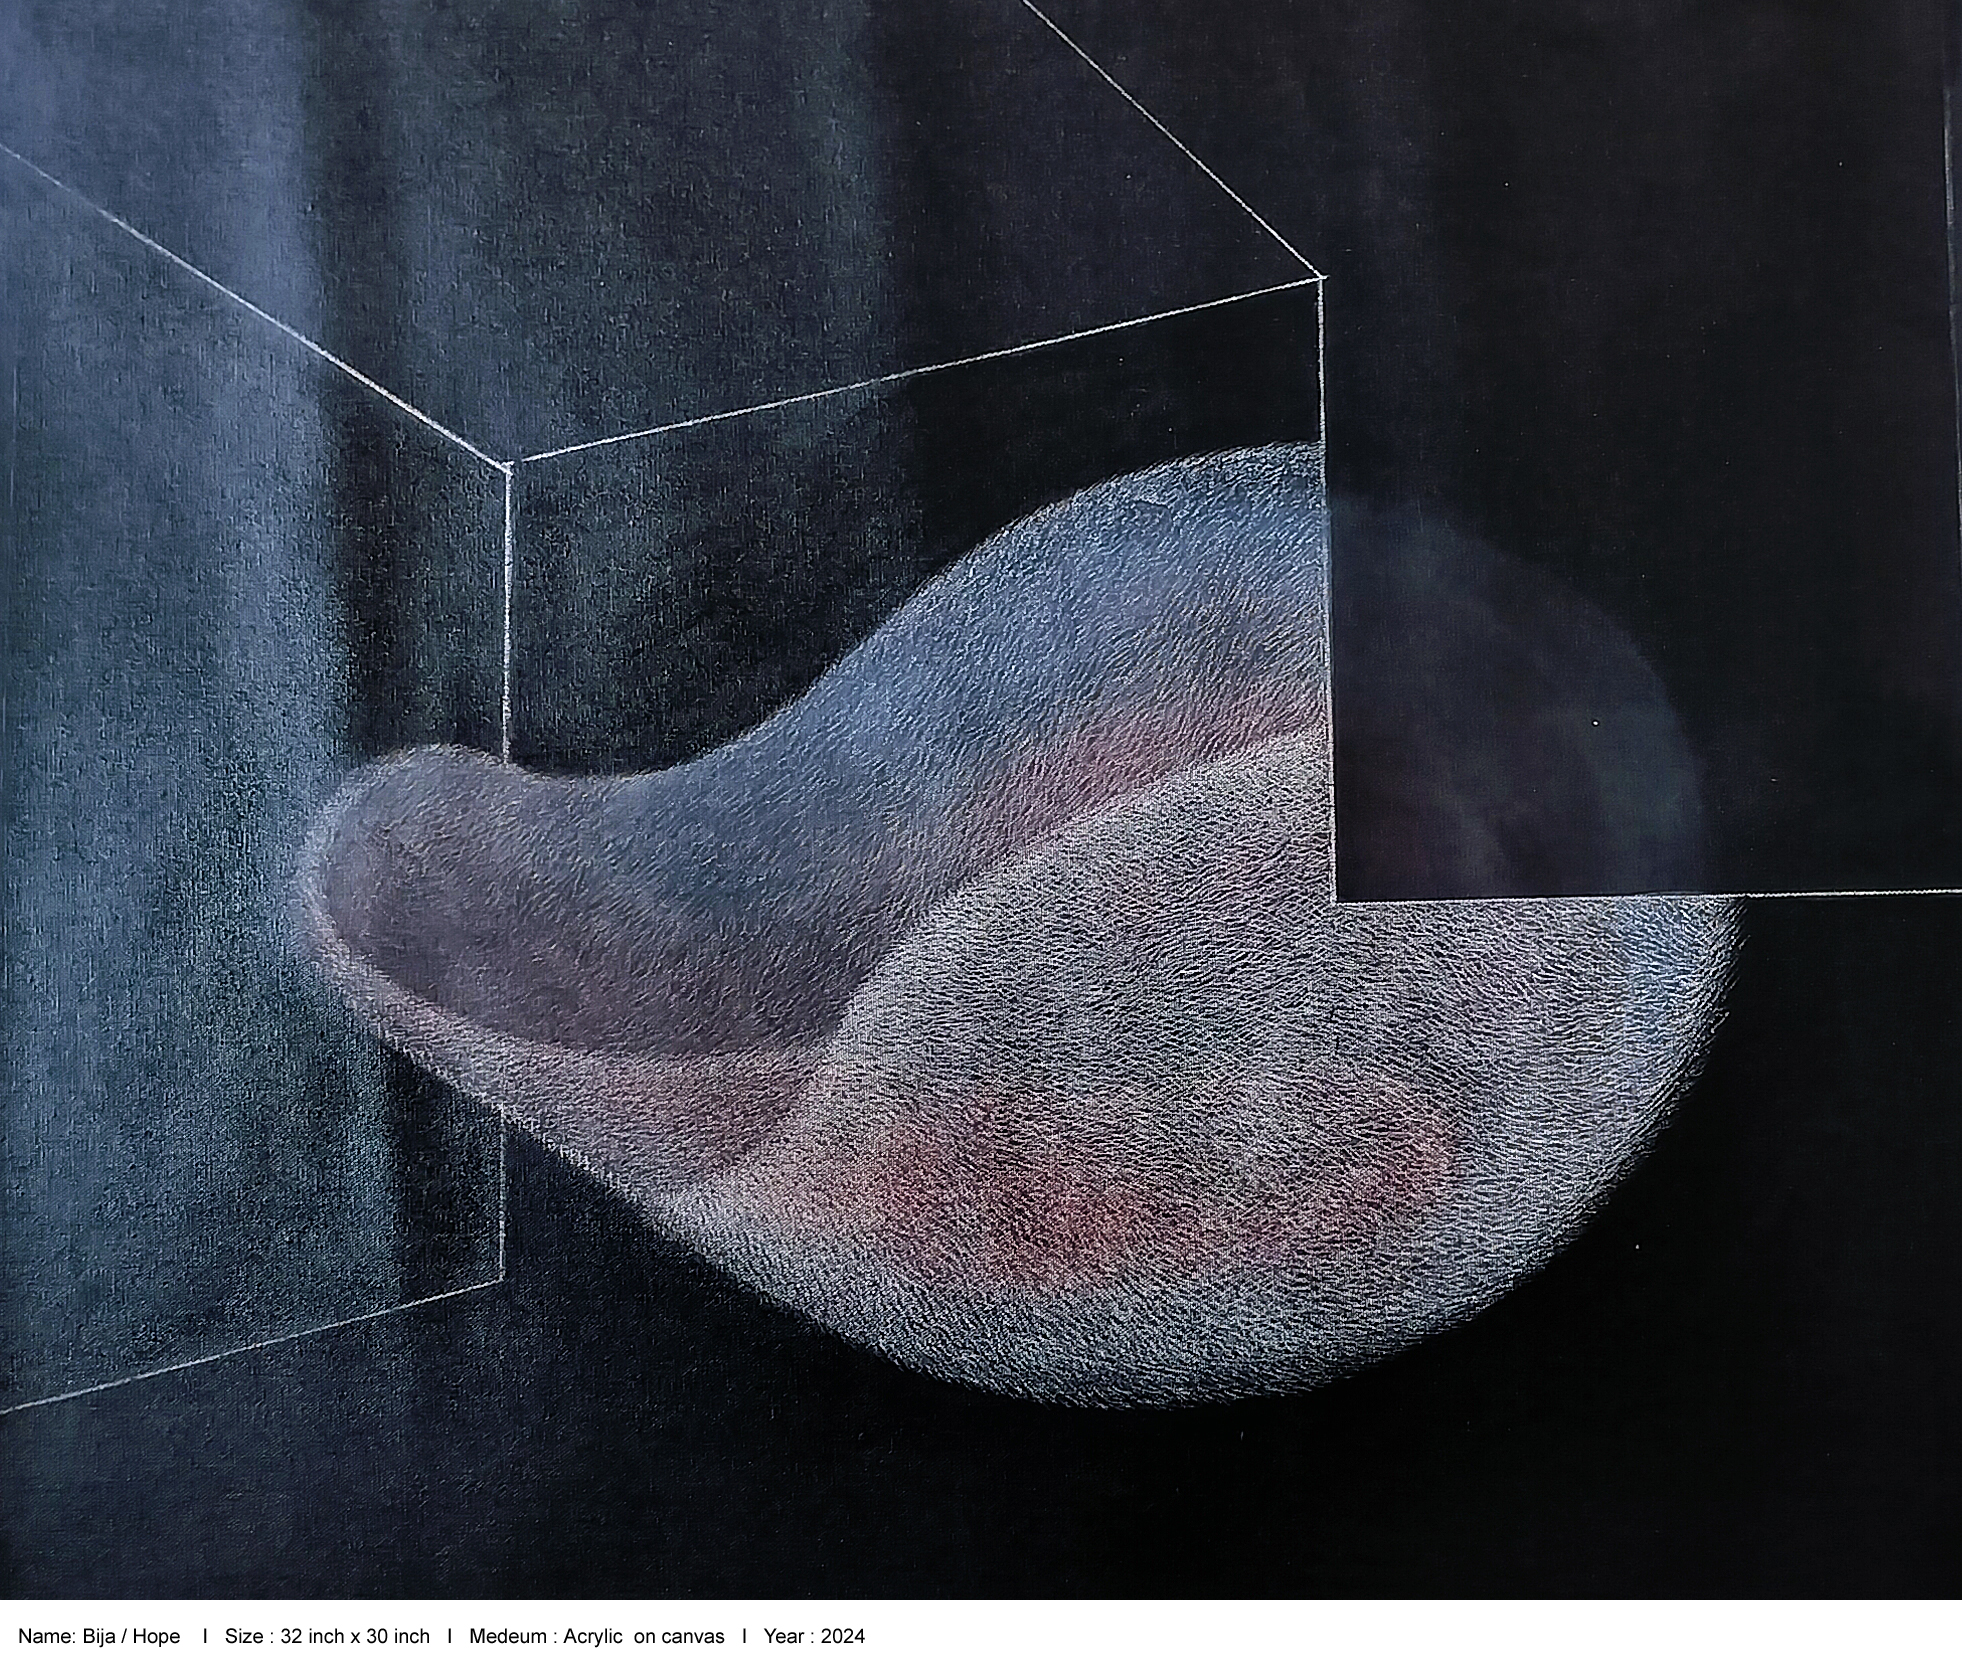 Name: Bija / Hope I Size : 32 inch x 30 inch I Medeum : Acrylic on canvas I Year : 2024